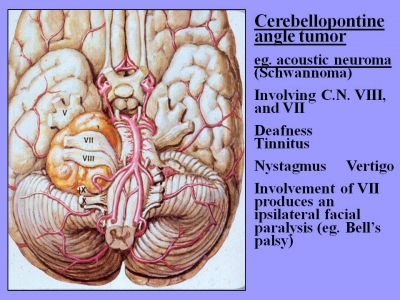 Cerebellopontine
angle tumor
eg. acoustic neuroma
(Schwannoma)
Involving C.N. VIII,
and VII
Deafness
Tinnitus
Nystagmus Vertigo
Involvement of VII
produces an
ipsilateral facial
paralysis (eg. Bell's
palsy)
V
VII
VIII
IX
X